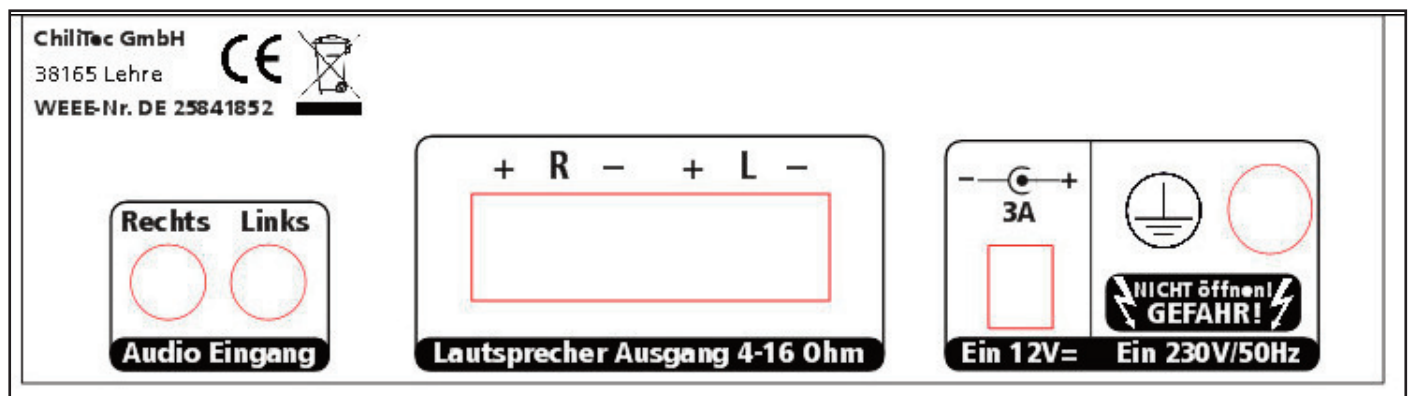 ChiliTec GmbH
38165 Lehre
WEEE-Nr. DE 25841852
CE
Rechts Links
Audio Eingang
+ R − + L −
Lautsprecher Ausgang 4-16 Ohm
− +
3A
Ein 12V=
NICHT öffnen!
GEFAHR!
Ein 230V/50Hz